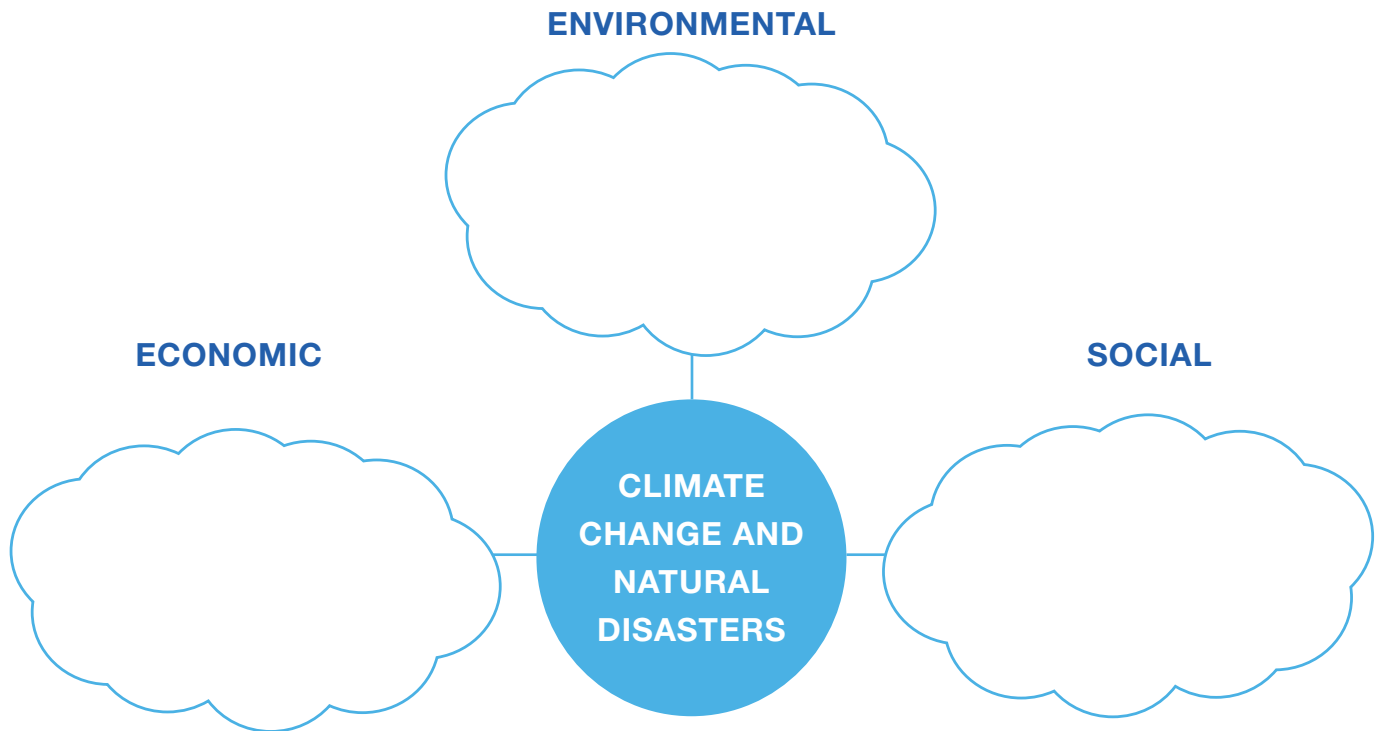 ENVIRONMENTAL
ECONOMIC
SOCIAL
CLIMATE
CHANGE AND
NATURAL
DISASTERS